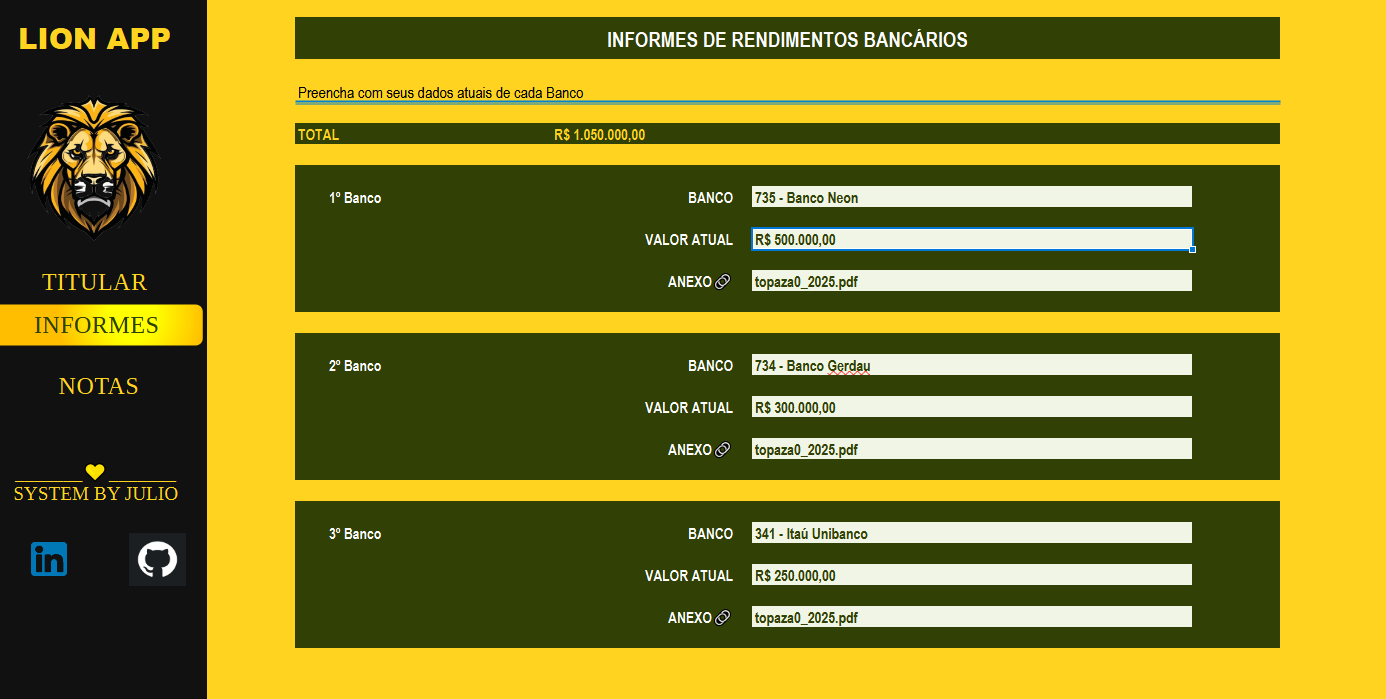 LION APP
TITULAR
INFORMES
NOTAS
SYSTEM BY JULIO
in
INFORMES DE RENDIMENTOS BANCÁRIOS
Preencha com seus dados atuais de cada Banco
TOTAL R$ 1.050.000,00
1º Banco BANCO 735 - Banco Neon
VALOR ATUAL R$ 500.000,00
ANEXO topaza0_2025.pdf
2º Banco BANCO 734 - Banco Gerdau
VALOR ATUAL R$ 300.000,00
ANEXO topaza0_2025.pdf
3º Banco BANCO 341 - Itaú Unibanco
VALOR ATUAL R$ 250.000,00
ANEXO topaza0_2025.pdf